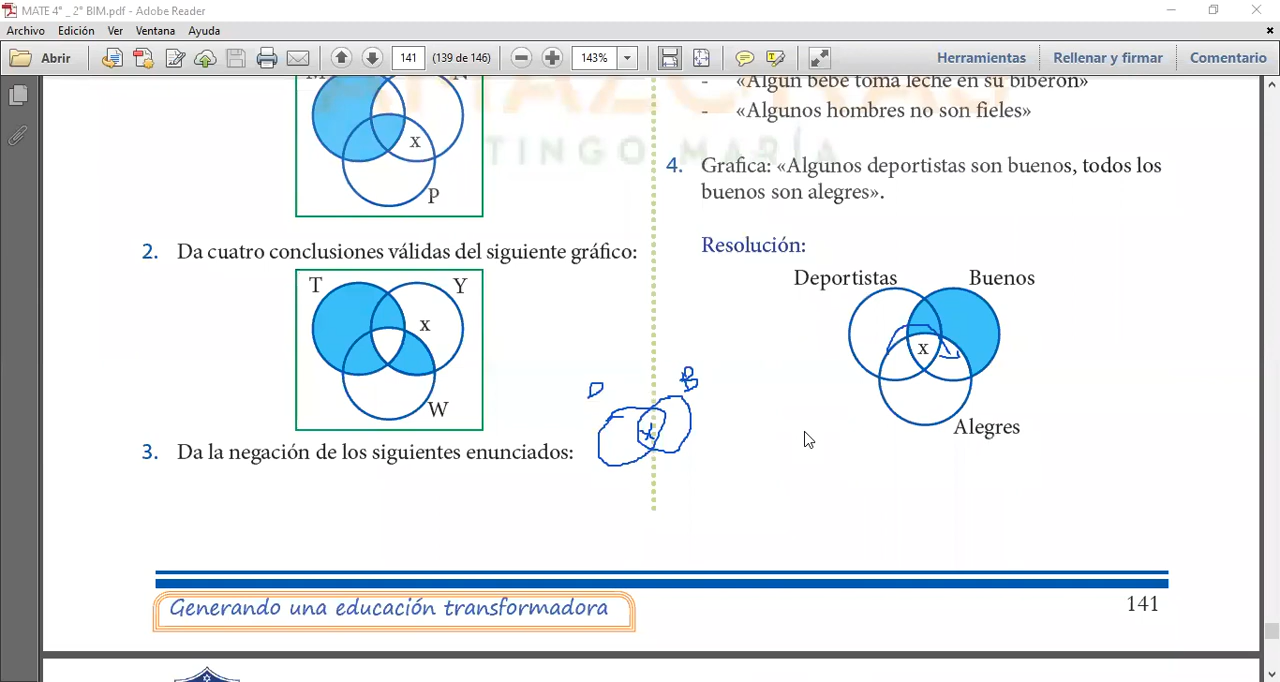 MATE 4° _ 2° BIM.pdf - Adobe Reader
Archivo Edición Ver Ventana Ayuda
Abrir 141 (139 de 146) 143% Herramientas Rellenar y firmar Comentario
P
2. Da cuatro conclusiones válidas del siguiente gráfico:
T Y
x
W
3. Da la negación de los siguientes enunciados:
TINGO MARÍA
- «Algún bebé toma leche en su biberón»
- «Algunos hombres no son fieles»
4. Grafica: «Algunos deportistas son buenos, todos los
buenos son alegres».
Resolución:
Deportistas Buenos
x
Alegres
D B
x
Generando una educación transformadora
141